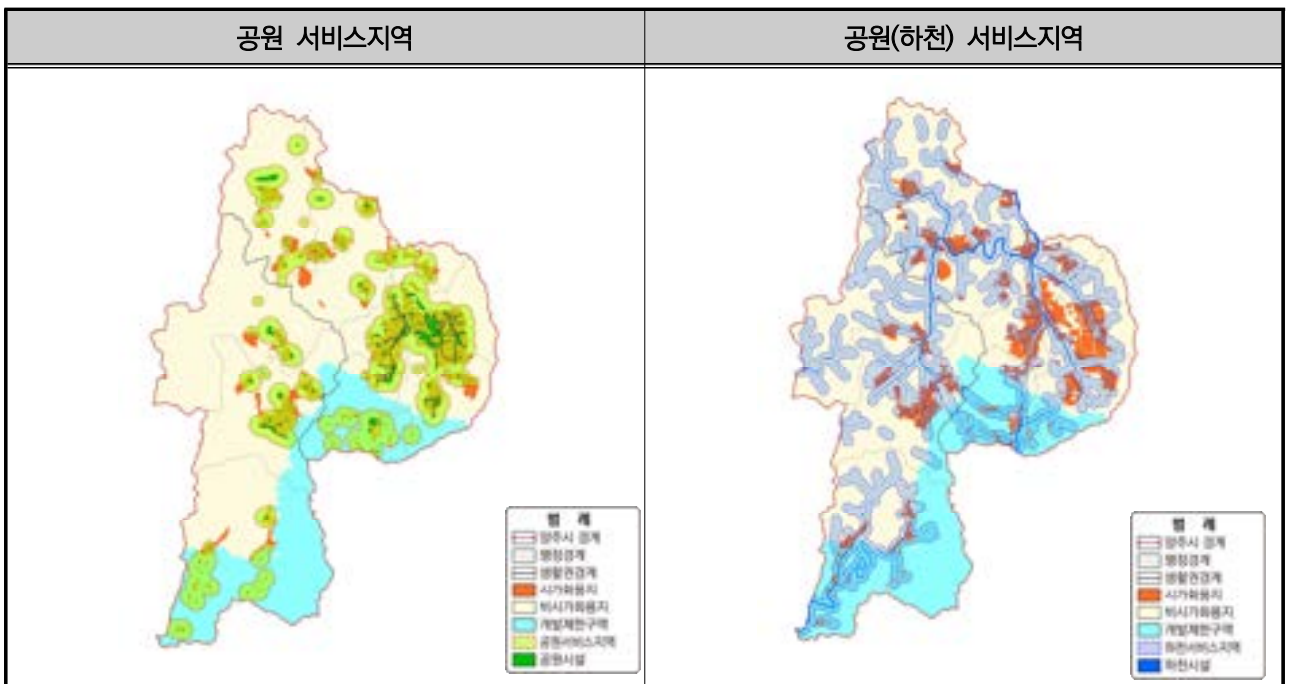 공원 서비스지역
공원(하천) 서비스지역
범 례
양주시 경계
행정경계
생활권경계
시가화용지
비시가화용지
개발제한구역
공원서비스지역
공원시설
범 례
양주시 경계
행정경계
생활권경계
시가화용지
비시가화용지
개발제한구역
하천서비스지역
하천시설